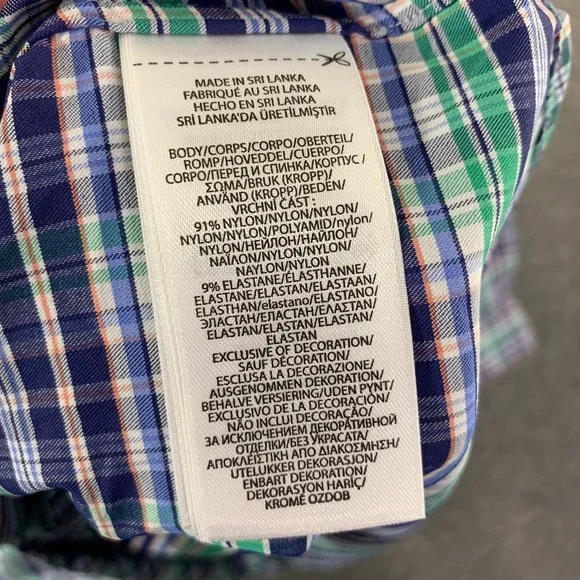 MADE IN SRI LANKA
FABRIQUÉ AU SRI LANKA
HECHO EN SRI LANKA
SRİ LANKA'DA ÜRETİLMİŞTİR
BODY/CORPS/CORPO/OBERTEIL/
ROMP/HOVEDDEL/CUERPO/
CORPO/ПЕРЕД И СПИНКА/KOPPUС/
ΣΩΜΑ/BRUK (KROPP)/
ANVÄND (KROPP)/BEDEN/
VRCHNÍ CÁST :
91% NYLON/NYLON/NYLON/
NYLON/NYLON/POLYAMID/nylon/
NYLON/НЕЙЛОН/НАЙЛОН/
ΝΑΪΛΟΝ/NYLON/NYLON/
NAYLON/NYLON
9% ELASTANE/ÉLASTHANNE/
ELASTANE/ELASTAN/ELASTAAN/
ELASTHAN/elastano/ELASTANO/
ЭЛАСТАН/ЕЛАСТАН/ΕΛΑΣΤΑΝ/
ELASTAN/ELASTAN/ELASTAN/
ELASTAN
EXCLUSIVE OF DECORATION/
SAUF DÉCORATION/
ESCLUSA LA DECORAZIONE/
AUSGENOMMEN DEKORATION/
BEHALVE VERSIERING/UDEN PYNT/
EXCLUSIVO DE LA DECORACIÓN/
NÃO INCLUI DECORAÇÃO/
ЗА ИСКЛЮЧЕНИЕМ ДЕКОРАТИВНОЙ
ОТДЕЛКИ/БЕЗ УКРАСАТА/
ΑΠΟΚΛΕΙΣΤΙΚΗ ΑΠΟ ΔΙΑΚΟΣΜΗΣΗ/
UTELUKKER DEKORASJON/
ENBART DEKORATION/
DEKORASYON HARİÇ/
KROMĚ OZDOB